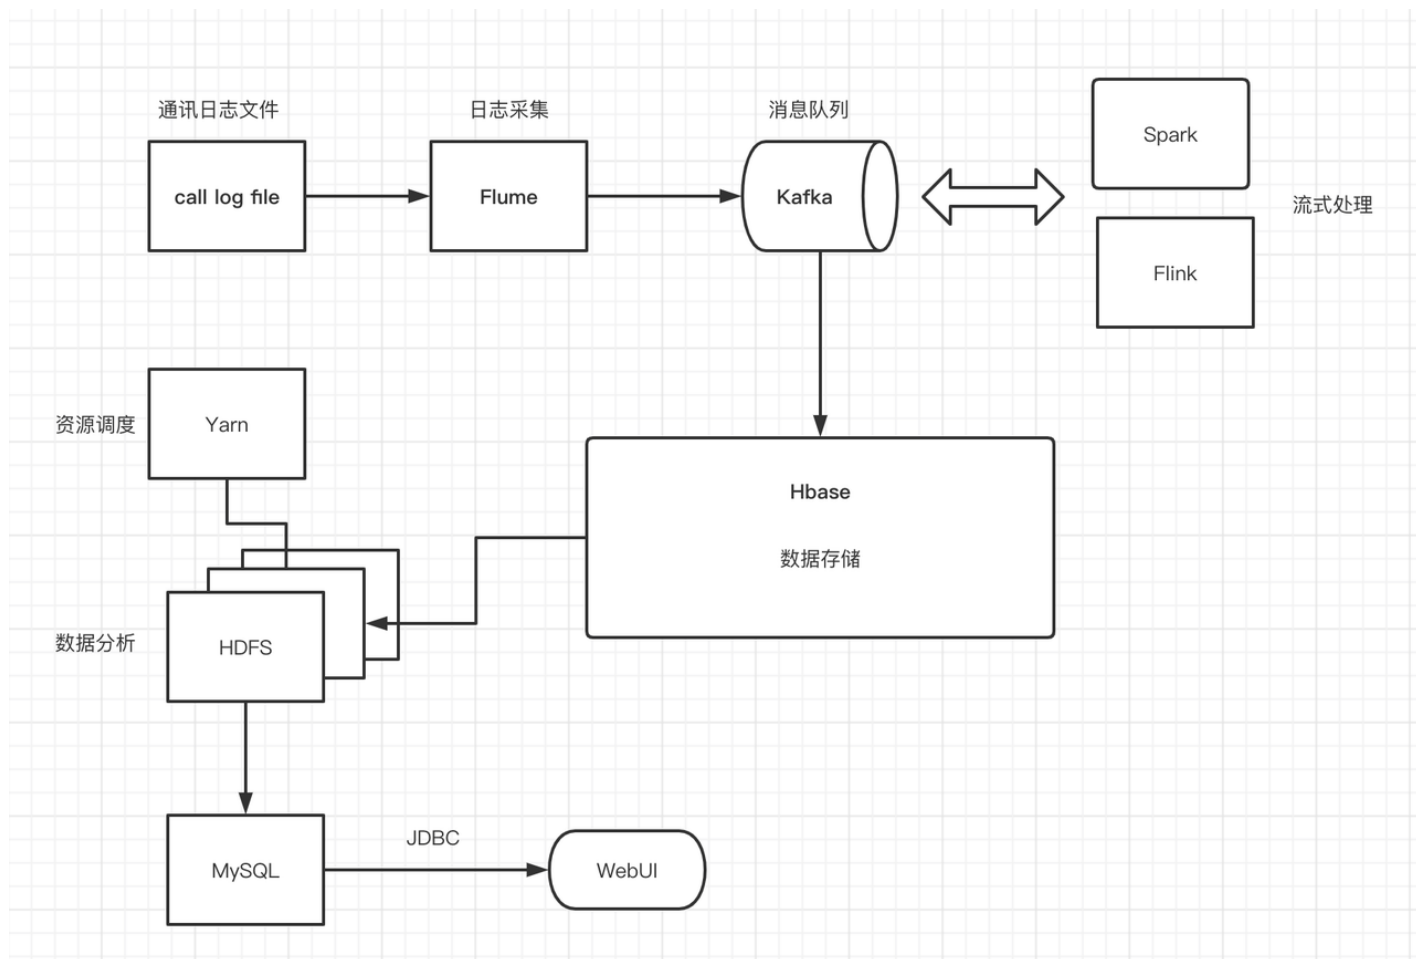 通讯日志文件
日志采集
消息队列
call log file
Flume
Kafka
Spark
流式处理
Flink
资源调度
Yarn
Hbase
数据存储
数据分析
HDFS
MySQL
JDBC
WebUI